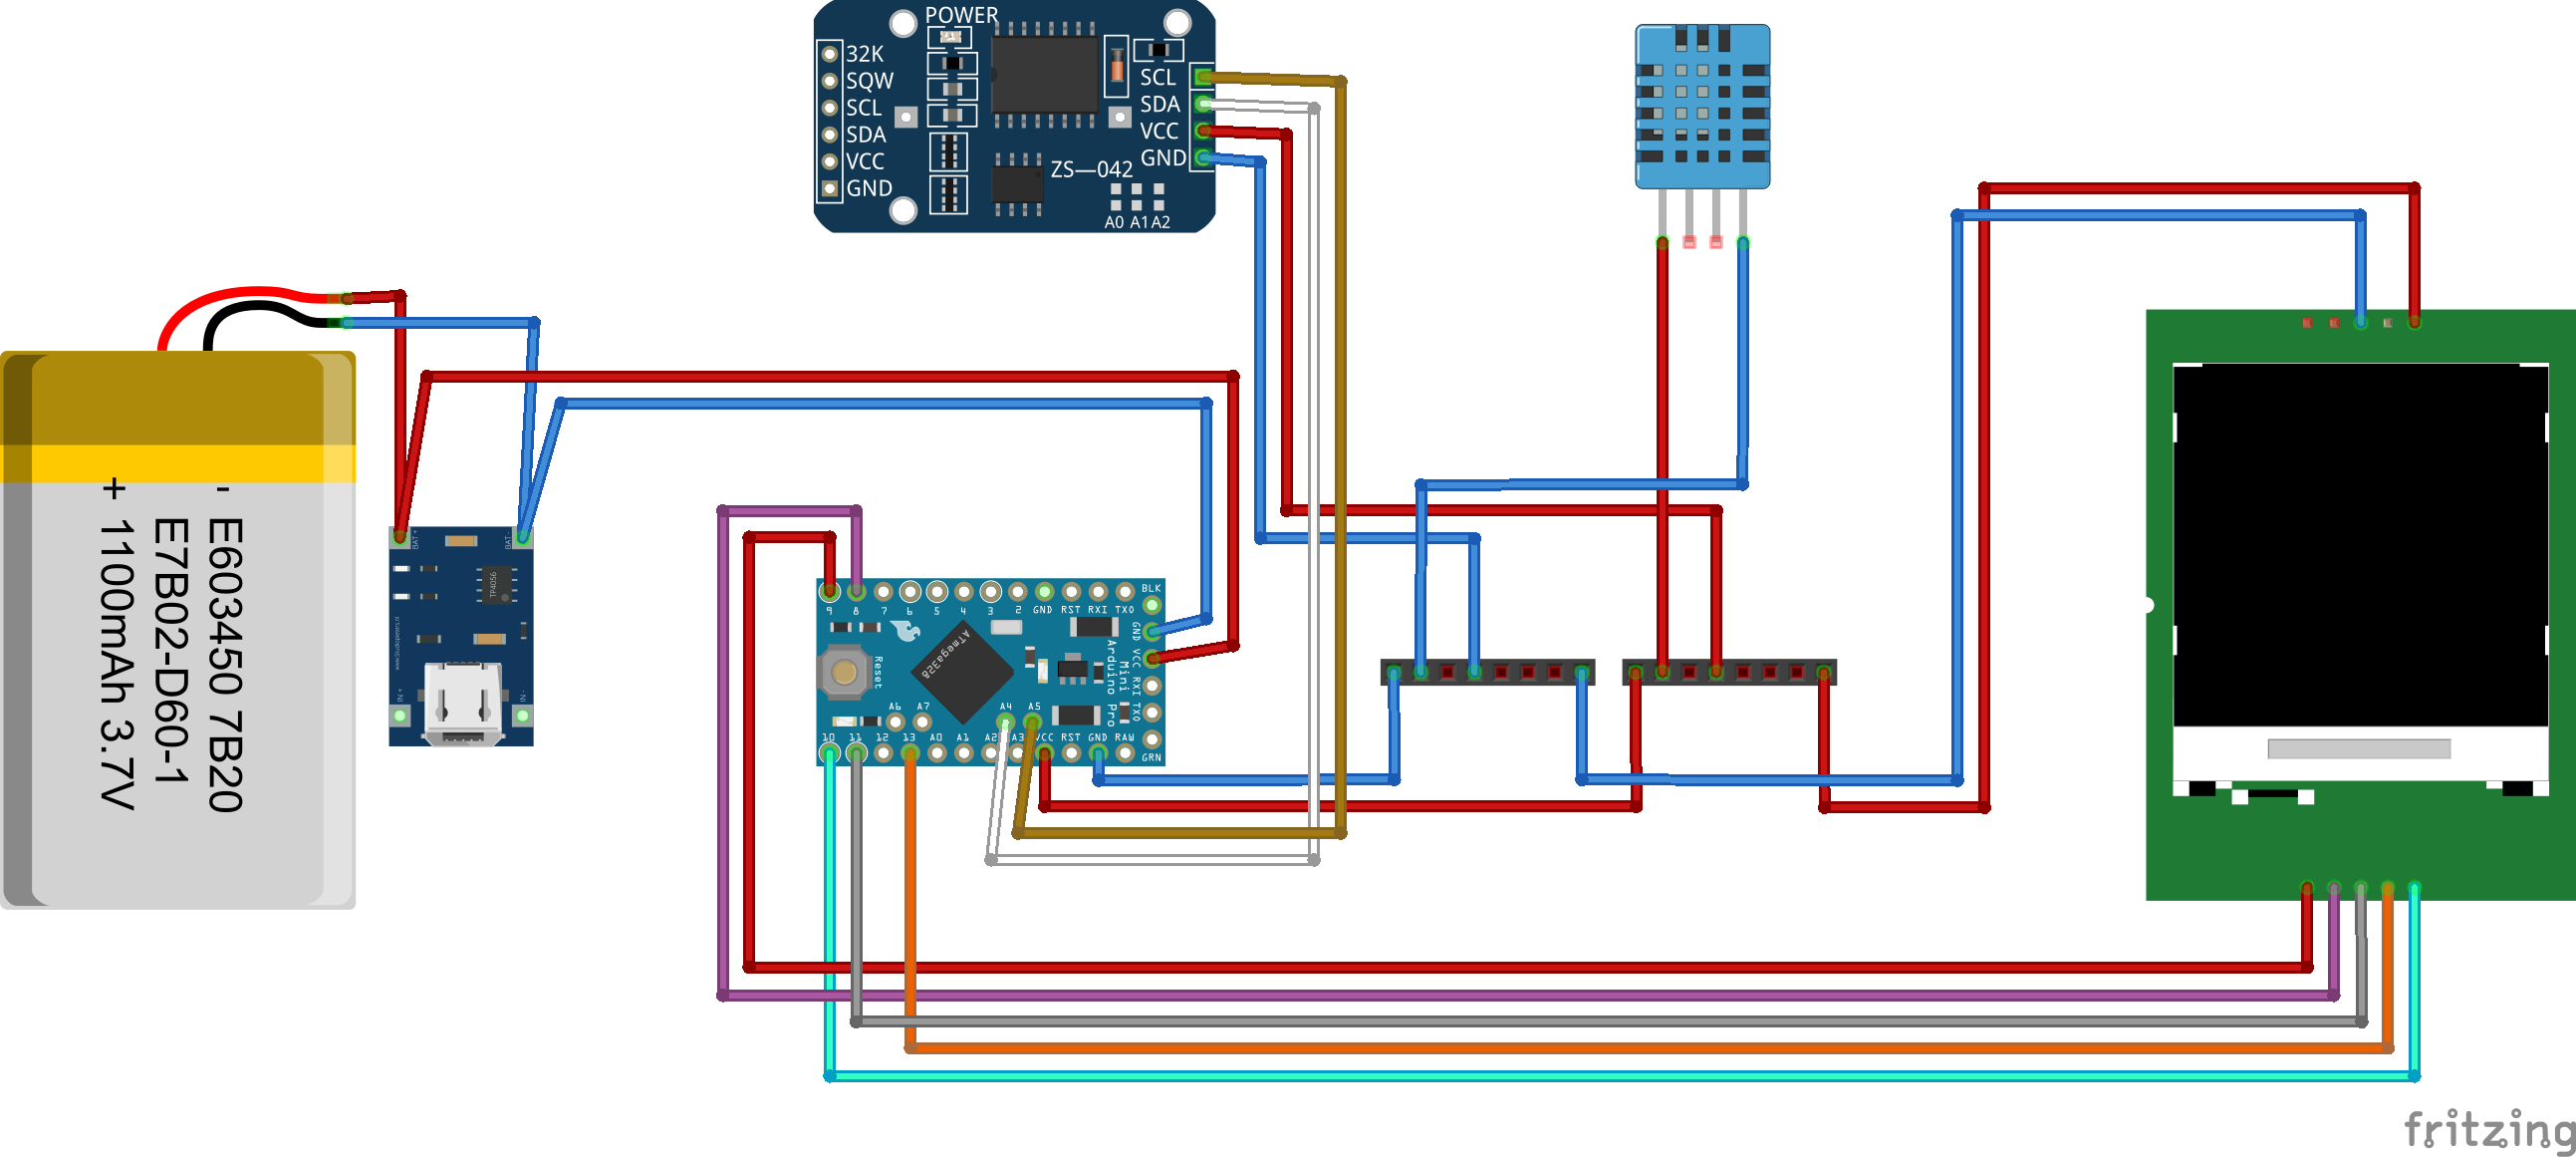 POWER
32K
SQW
SCL
SDA
VCC
GND
SCL
SDA
VCC
GND
ZS—042
A0 A1 A2
- E603450 7B20
E7B02-D60-1
+ 1100mAh 3.7V
BAT+
BAT-
TP4056
IN+
IN-
9 8 7 6 5 4 3 2 GND RST RXI TXO
BLK
GND
VCC
RXI
TXO
GRN
ATmega328
Reset
Arduino
Mini Pro
A6 A7
A4 A5
10 11 12 13 A0 A1 A2 A3 VCC RST GND RAW
fritzing